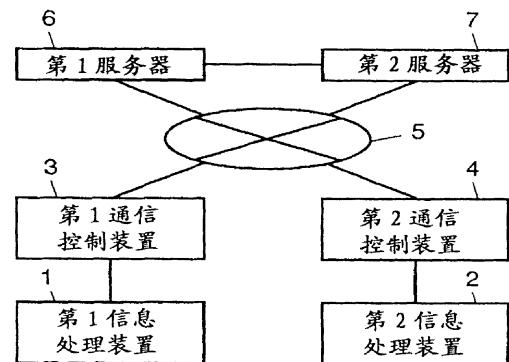 6
7
第1服务器
第2服务器
5
3
4
第1通信
控制装置
第2通信
控制装置
1
2
第1信息
处理装置
第2信息
处理装置